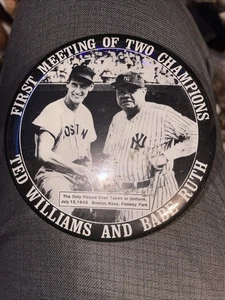 FIRST MEETING OF TWO CHAMPIONS
BOSTON
The Only Picture Ever Taken in Uniform,
July 12, 1943 Boston, Mass. Fenway Park
TED WILLIAMS AND BABE RUTH